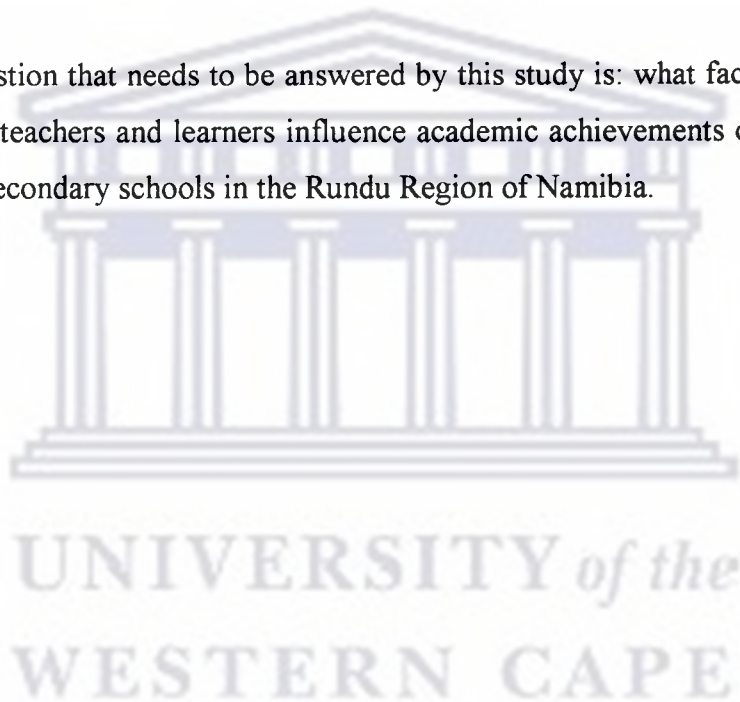 stion that needs to be answered by this study is: what fac
teachers and learners influence academic achievements
econdary schools in the Rundu Region of Namibia.
UNIVERSITY of the
WESTERN CAPE